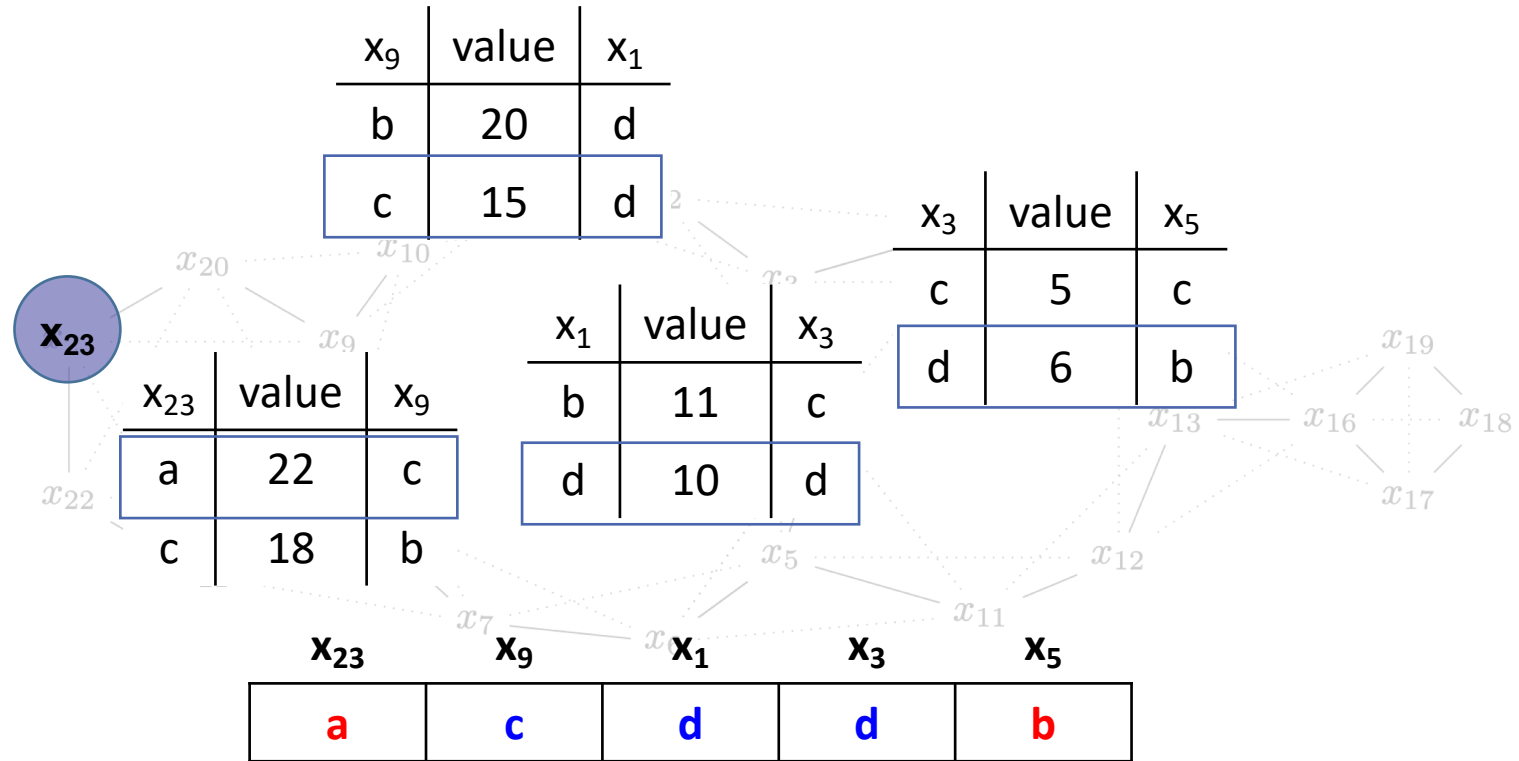 x₉ value x₁
b 20 d
c 15 d
x₃ value x₅
c 5 c
d 6 b
x₁ value x₃
b 11 c
d 10 d
x₂₃ value x₉
a 22 c
c 18 b
x₂₃
x₂₀
x₁₀
2
x₉
x₂₂
x₇
x₅
x₁₁
x₁₂
x₁₃
x₁₆
x₁₉
x₁₈
x₁₇
x₂₃ x₉ x₁ x₃ x₅
a c d d b